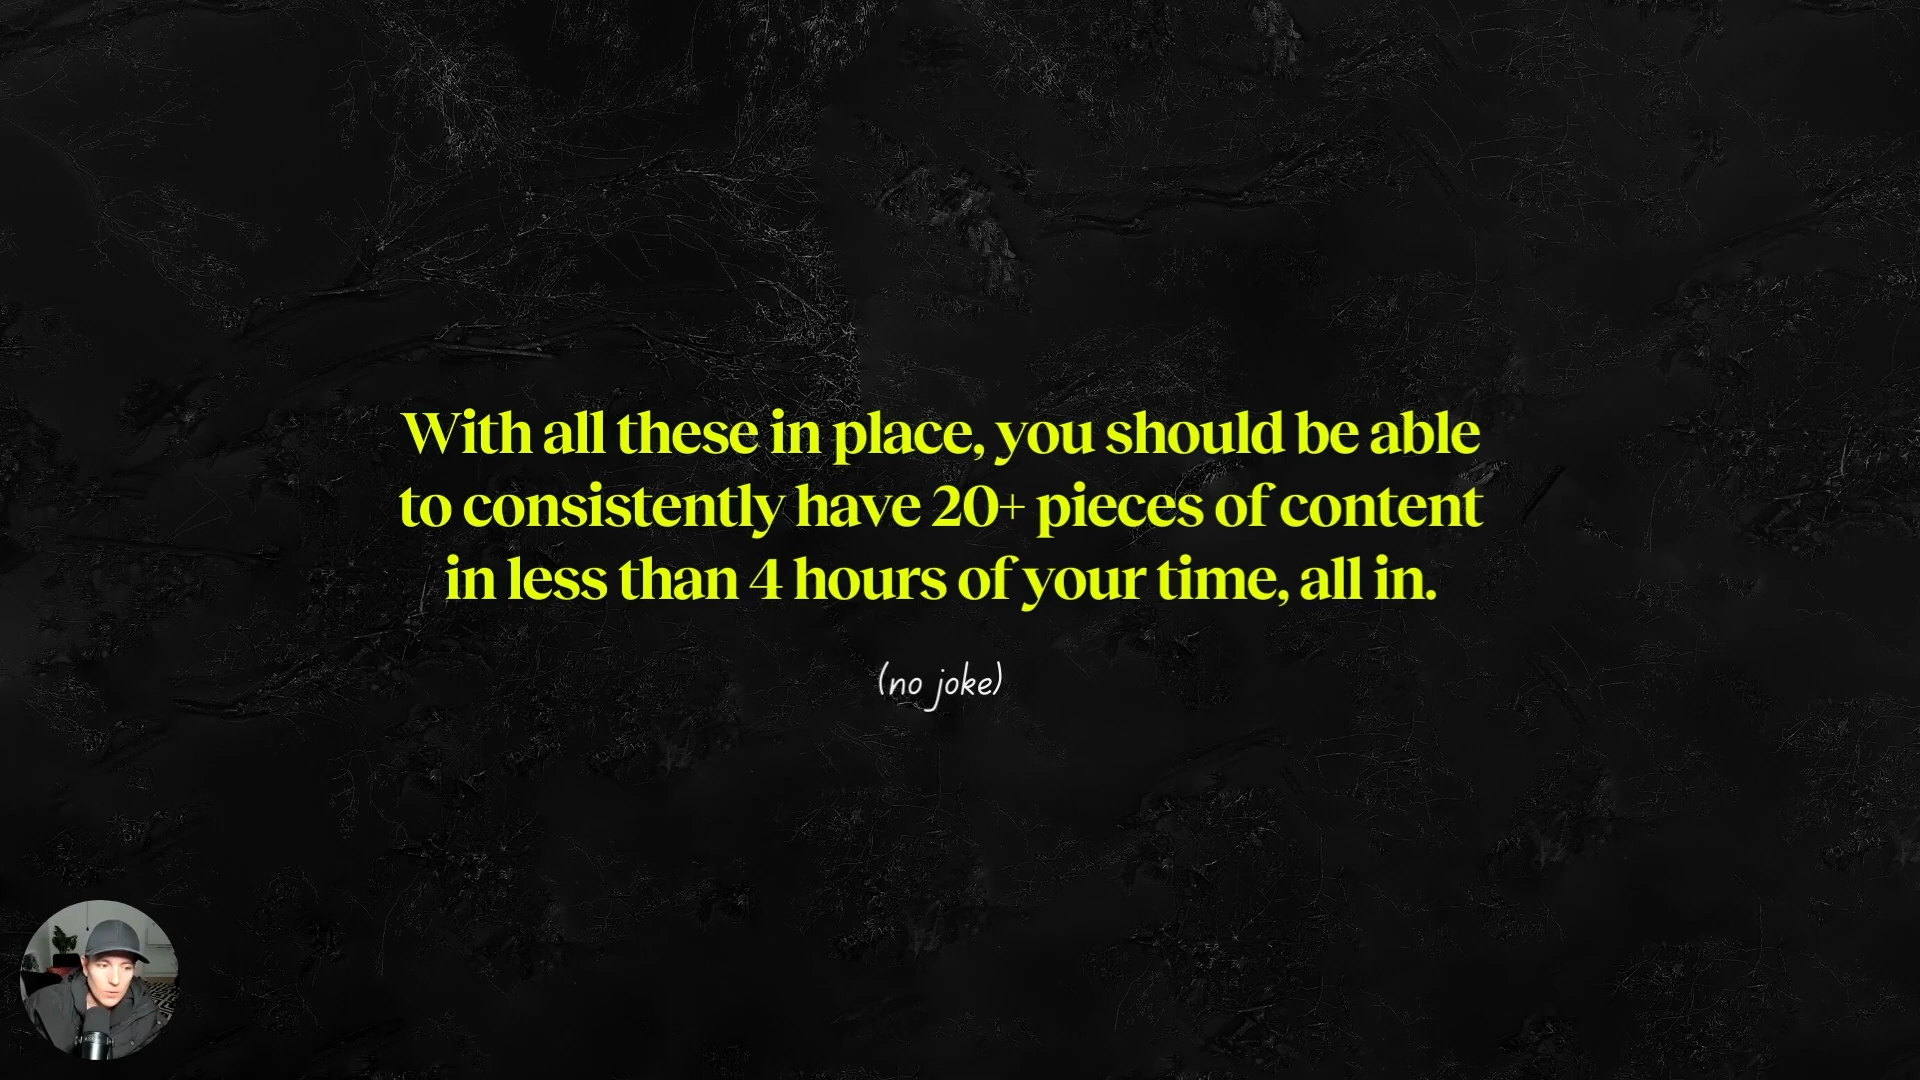 With all these in place, you should be able
to consistently have 20+ pieces of content
in less than 4 hours of your time, all in.
(no joke)